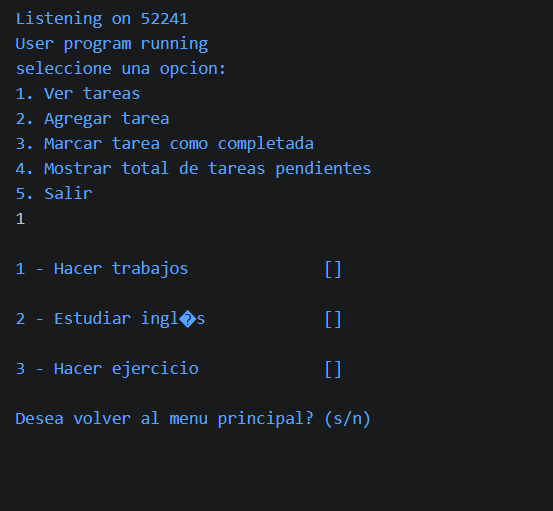 Listening on 52241
User program running
seleccione una opcion:
1. Ver tareas
2. Agregar tarea
3. Marcar tarea como completada
4. Mostrar total de tareas pendientes
5. Salir
1
1 - Hacer trabajos []
2 - Estudiar ingl�s []
3 - Hacer ejercicio []
Desea volver al menu principal? (s/n)